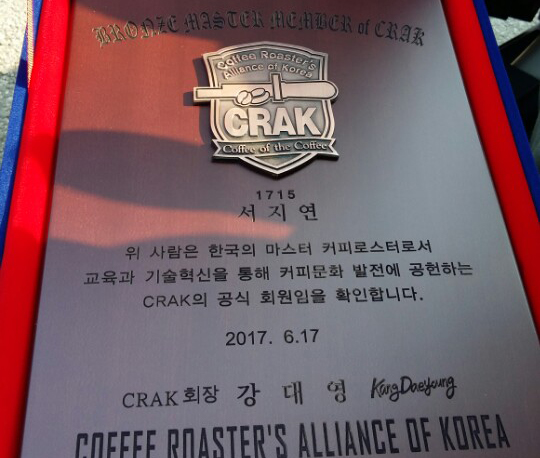 BRONZE MASTER MEMBER of CRAK
Coffee Roaster's
Alliance of Korea
CRAK
Coffee of the Coffee
1715
서지연
위 사람은 한국의 마스터 커피로스터로서
교육과 기술혁신을 통해 커피문화 발전에 공헌하는
CRAK의 공식 회원임을 확인합니다.
2017. 6.17
CRAK 회장 강 대 영 Kang Daeyoung
COFFEE ROASTER'S ALLIANCE OF KOREA